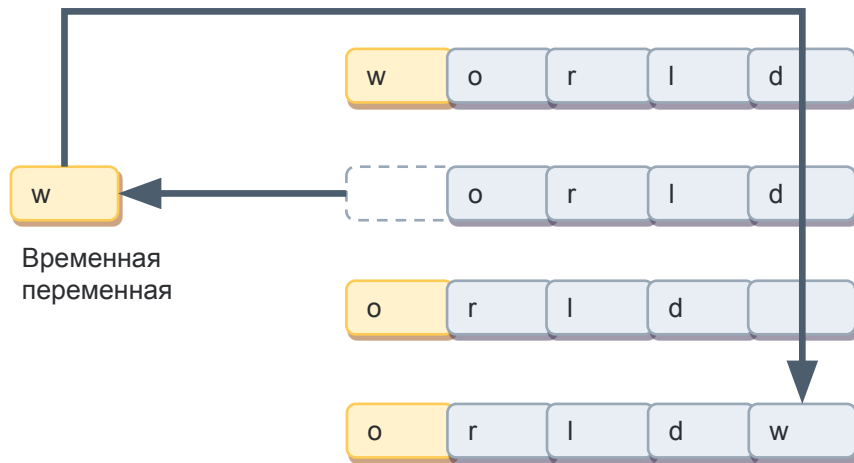 w o r l d
w
o r l d
Временная
переменная
o r l d
o r l d w